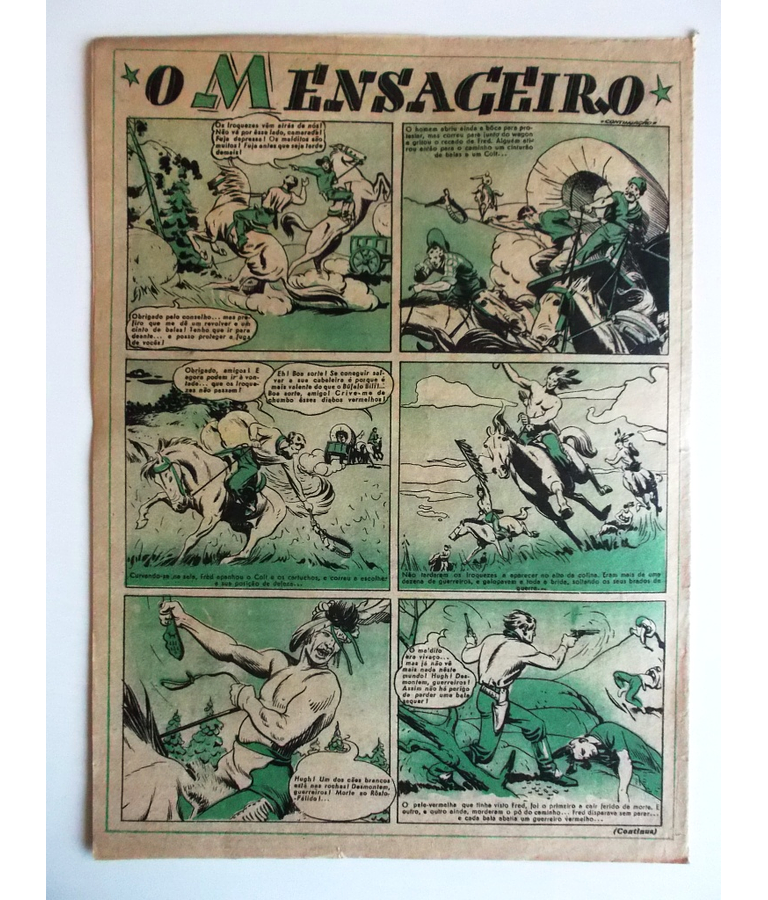 O MENSAGEIRO
• CONTINUAÇÃO •
Os Iroquezes vêm atrás de nós!
Não vá por êsse lado, camarada!
Fuja depressa! Os malditos são
muitos! Fuja antes que seja tarde
demais!
Obrigado pelo conselho... mas pre-
firo que me dê um revolver e um
cinto de balas! Tenho que ir para
deante... e posso proteger a fuga
de vocês!
O homem abriu ainda a bôca para pro-
testar, mas correu para junto do wagon
e gritou o recado de Fred. Alguém ati-
rou então para o caminho um cinturão
de balas e um Colt...
Obrigado, amigos! E
agora podem ir à von-
tade... que os Iroque-
zes não passam!
Eh! Boa sorte! Se conseguir sal-
var a sua cabeleira é porque é
mais valente do que o Búfalo Bill!...
Boa sorte, amigo! Crive-me de
chumbo êsses diabos vermelhos!
Curvando-se na sela, Fred apanhou o Colt e os cartuchos, e correu a escolher
a sua posição de defesa...
Não tardaram os Iroquezes a aparecer no alto da colina. Eram mais de uma
dezena de guerreiros, e galopavam a toda a brida, soltando os seus brados de
guerra...
Hugh! Um dos cães brancos
está nas rochas! Desmontem,
guerreiros! Morte ao Rôsto-
-Pálido!...
O maldito
era vivaço...
mas já não vê
mais nada nêste
mundo! Hugh! Des-
montem, guerreiros!
Assim não há perigo
de perder uma bala
sequer!
O pele-vermelha que tinha visto Fred, foi o primeiro a cair ferido de morte. E
outro, e outro ainda, morderam o pó do caminho... Fred disparava sem parar...
e cada bala abatia um guerreiro vermelho...
(Continua)